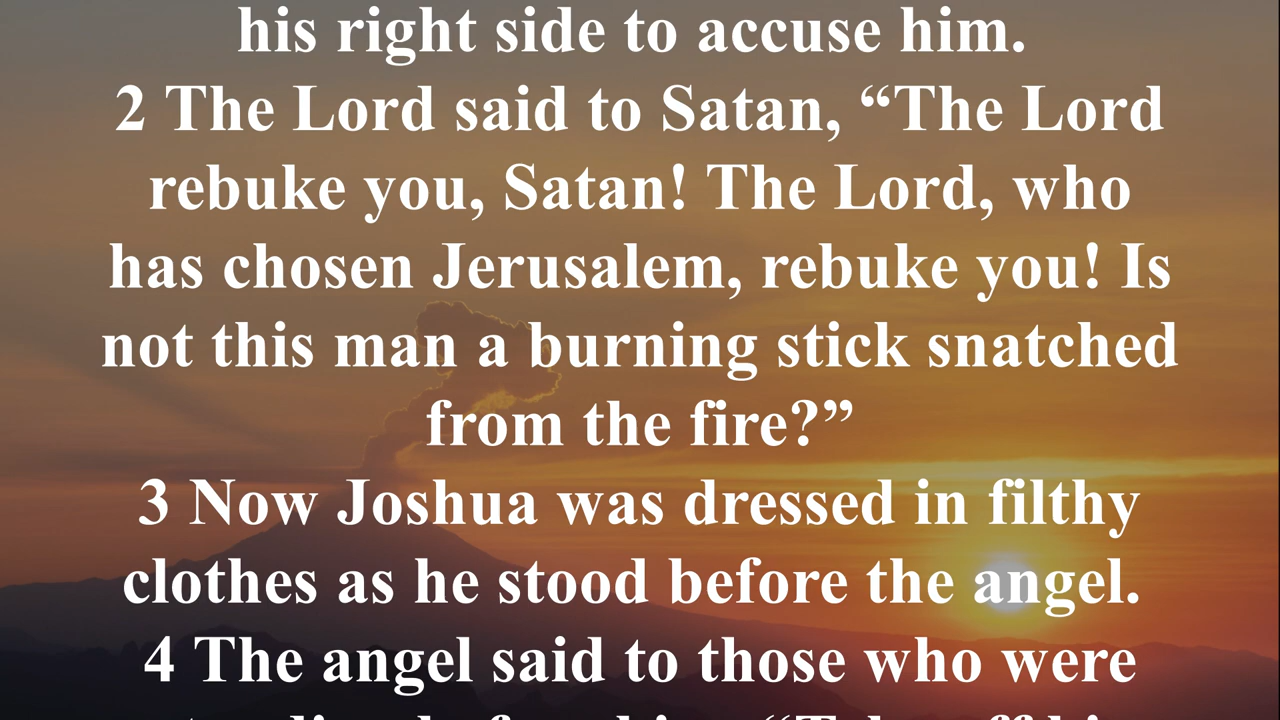 his right side to accuse him.
2 The Lord said to Satan, “The Lord
rebuke you, Satan! The Lord, who
has chosen Jerusalem, rebuke you! Is
not this man a burning stick snatched
from the fire?”
3 Now Joshua was dressed in filthy
clothes as he stood before the angel.
4 The angel said to those who were